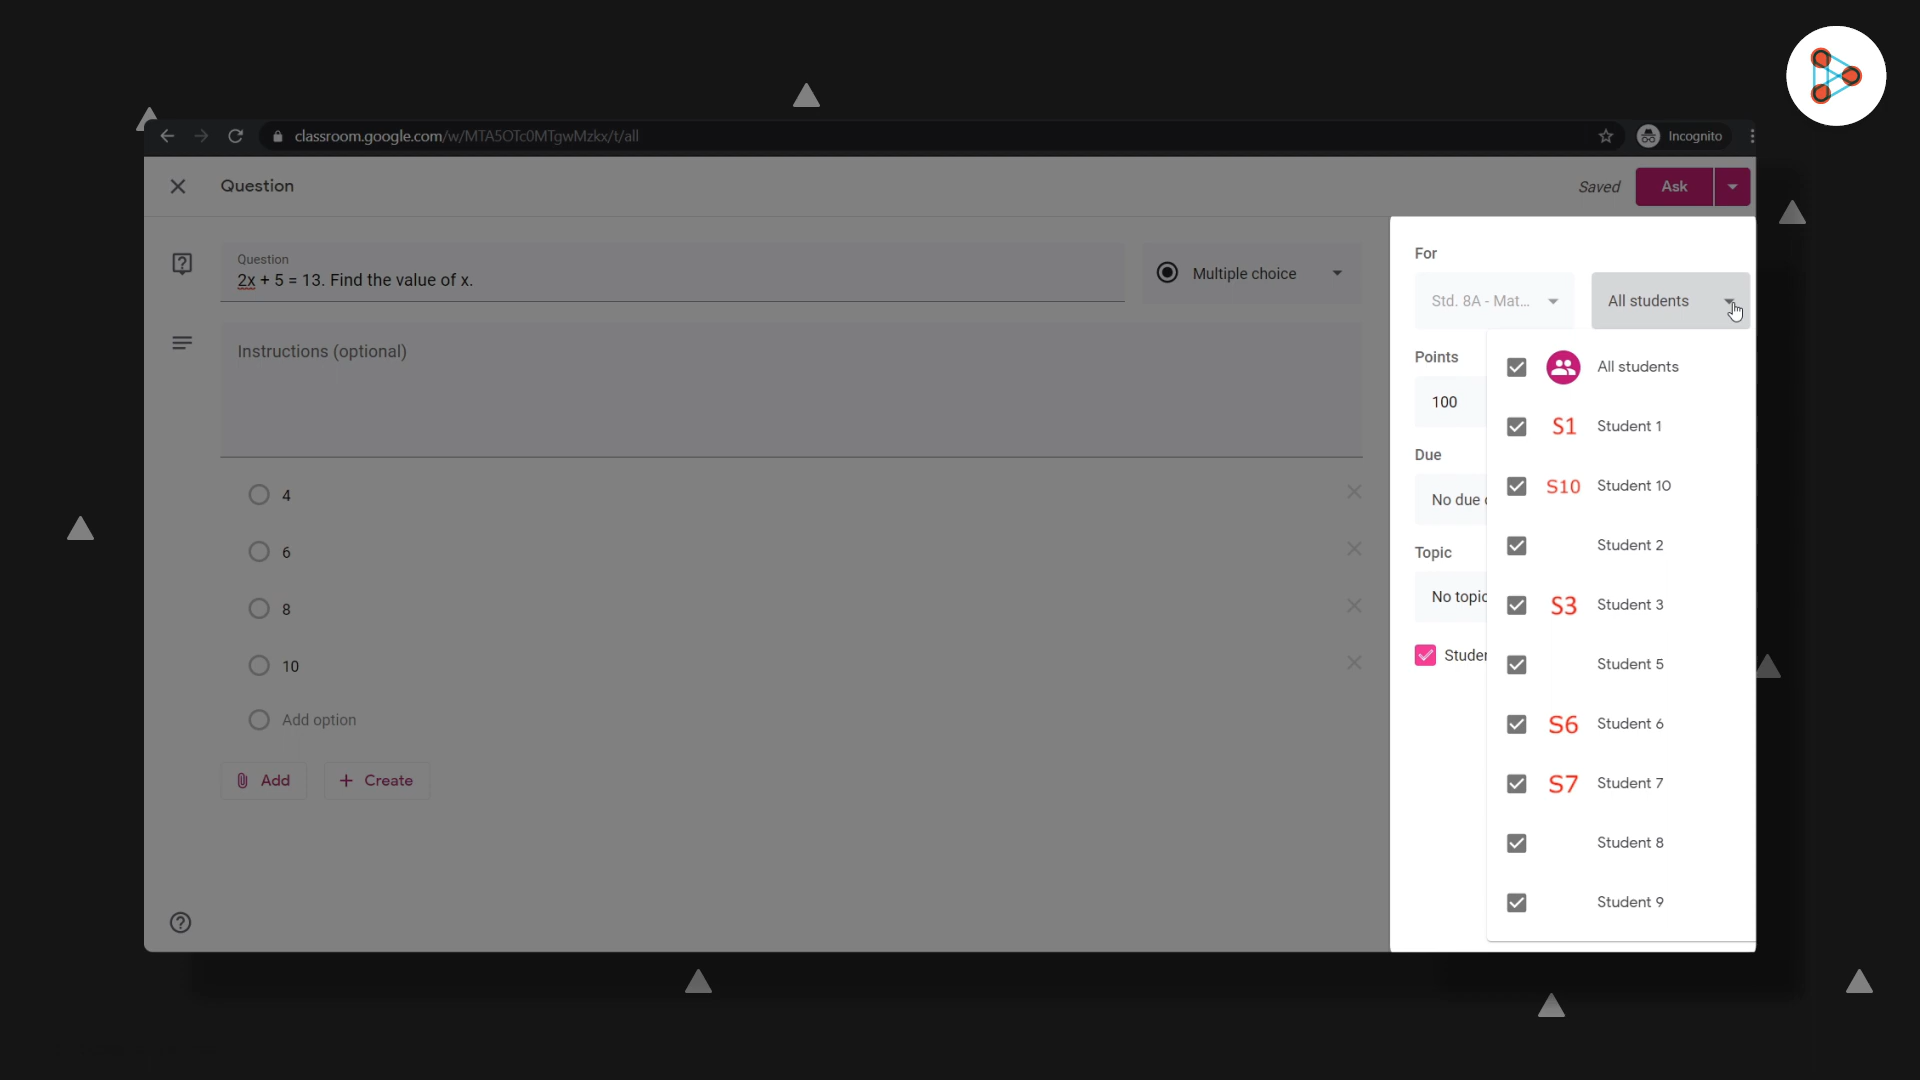 classroom.google.com/w/MTA5OTc0MTgwMzkx/t/all
Incognito
Question
Saved
Ask
Question
2x + 5 = 13. Find the value of x.
Multiple choice
Instructions (optional)
4
6
8
10
Add option
Add
Create
For
Std. 8A - Mat...
All students
Points
100
Due
No due
Topic
No topic
Studen
All students
S1 Student 1
S10 Student 10
Student 2
S3 Student 3
Student 5
S6 Student 6
S7 Student 7
Student 8
Student 9